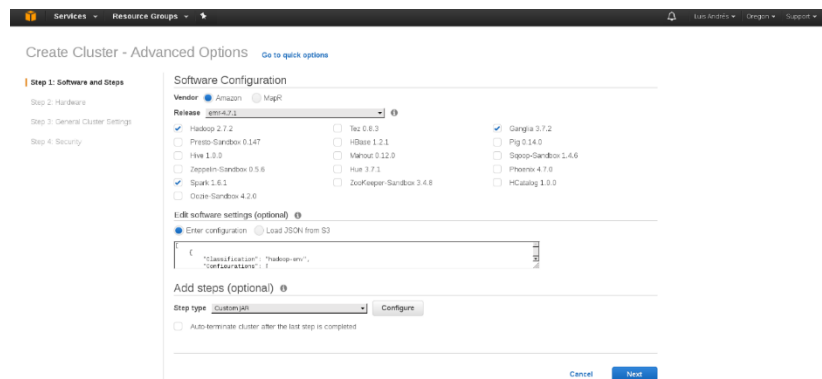 Services Resource Groups Luis Andrés Oregon Support
Create Cluster - Advanced Options Go to quick options
Step 1: Software and Steps
Step 2: Hardware
Step 3: General Cluster Settings
Step 4: Security
Software Configuration
Vendor Amazon MapR
Release emr-4.7.1
Hadoop 2.7.2 Tez 0.8.3 Ganglia 3.7.2
Presto-Sandbox 0.147 HBase 1.2.1 Pig 0.14.0
Hive 1.0.0 Mahout 0.12.0 Sqoop-Sandbox 1.4.6
Zeppelin-Sandbox 0.5.6 Hue 3.7.1 Phoenix 4.7.0
Spark 1.6.1 ZooKeeper-Sandbox 3.4.8 HCatalog 1.0.0
Oozie-Sandbox 4.2.0
Edit software settings (optional)
Enter configuration Load JSON from S3
[
{
"Classification": "hadoop-env",
"Configurations": [
Add steps (optional)
Step type Custom JAR Configure
Auto-terminate cluster after the last step is completed
Cancel Next